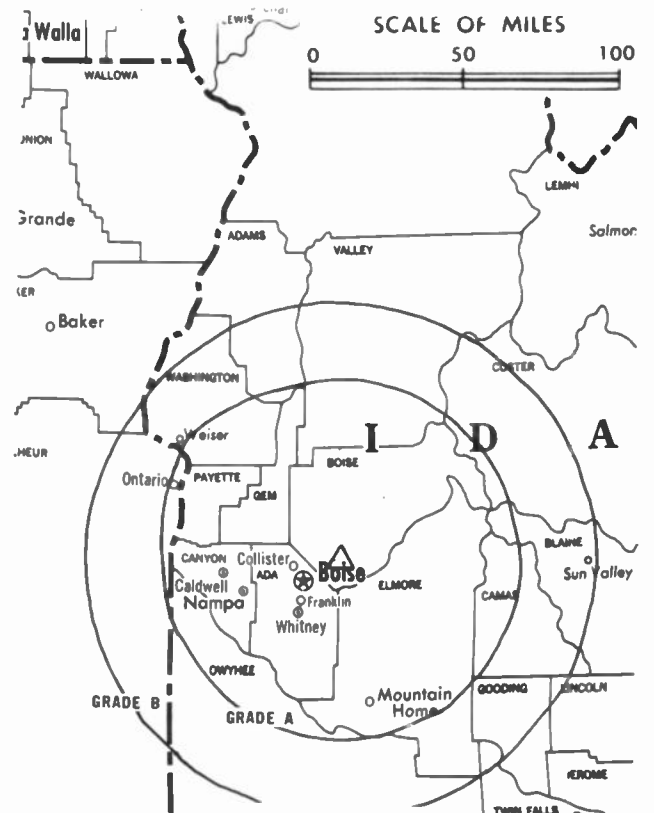 EWIS
Walla
SCALE OF MILES
0 50 100
WALLOWA
UNION
LEMHI
Grande
ADAMS
VALLEY
Salmon
KER
Baker
CUSTER
WASHINGTON
I D A
Weiser
HEUR
BOISE
Ontario
PAYETTE
GEM
BLAINE
CANYON
Collister
ADA
Boise
Sun Valley
Caldwell
ELMORE
CAMAS
Nampa
Franklin
Whitney
OWYHEE
GOODING
LINCOLN
Mountain
Home
GRADE B
GRADE A
JEROME
TWIN FALLS